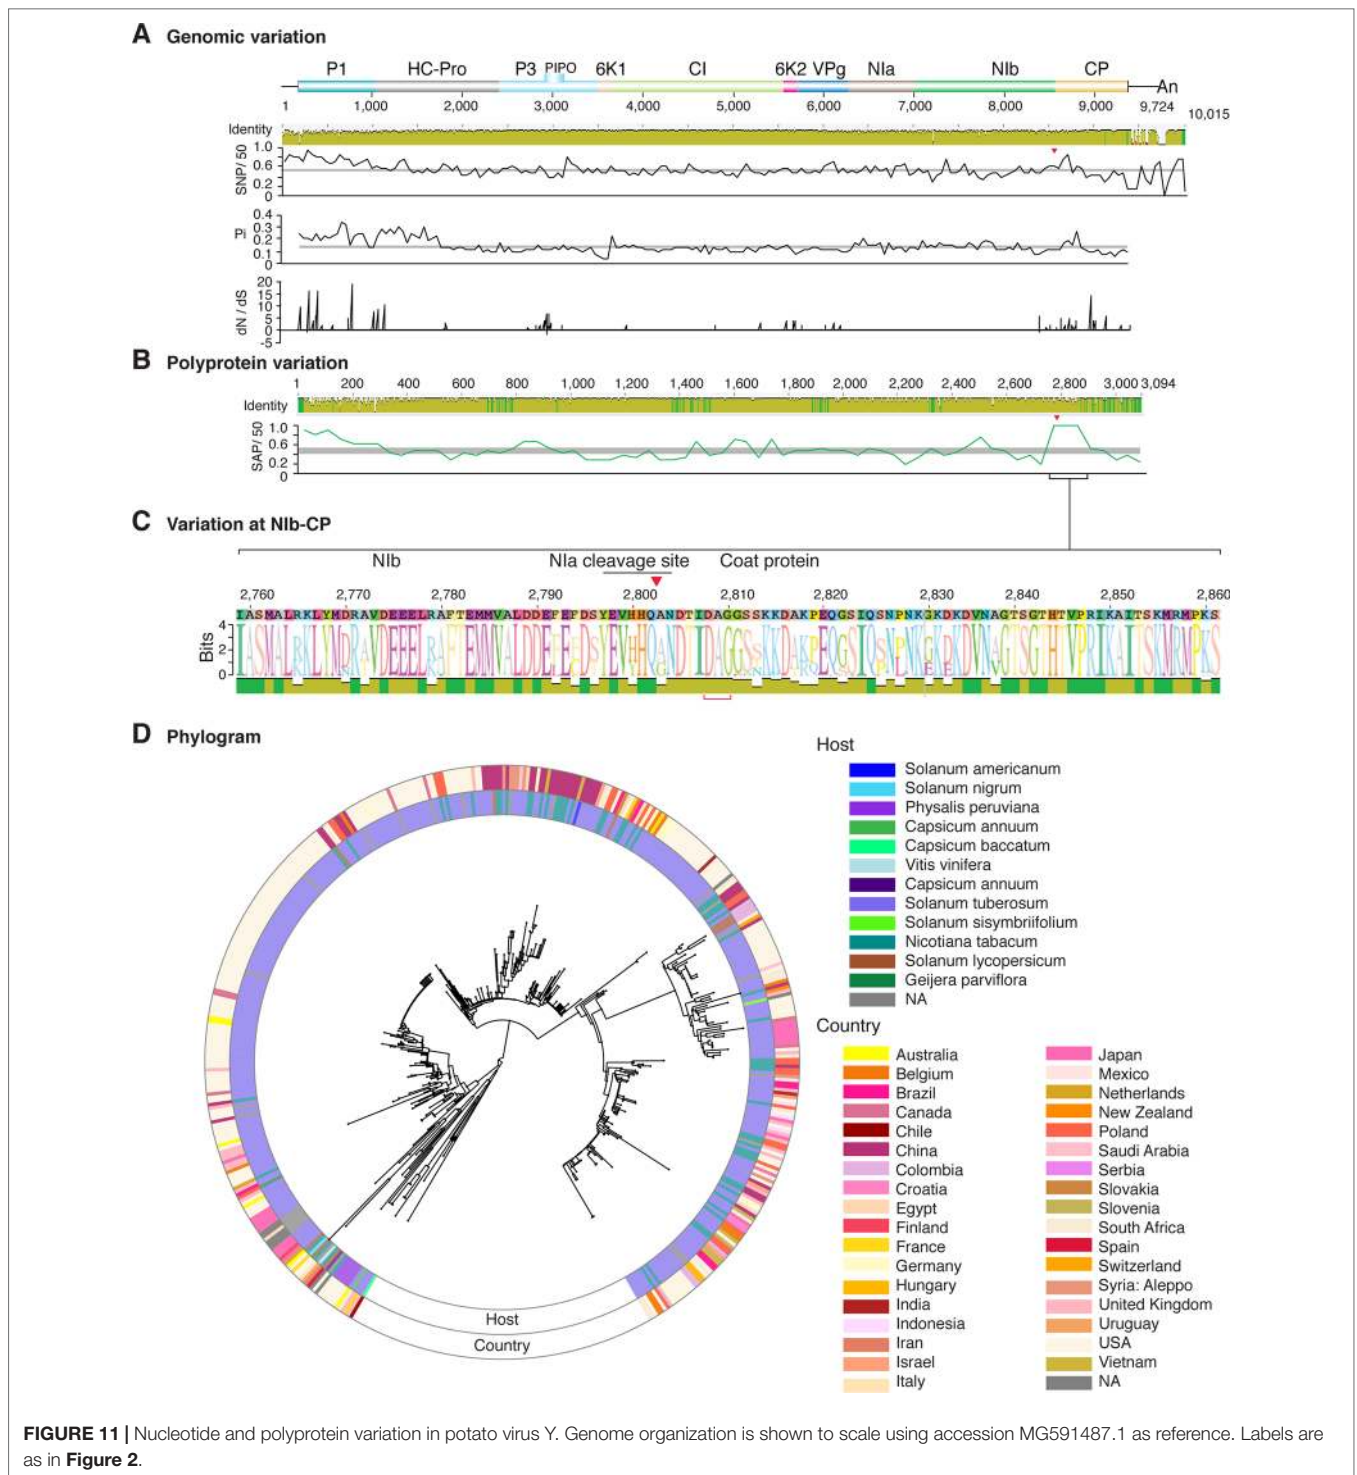 A Genomic variation
P1 HC-Pro P3 PIPO 6K1 CI 6K2 VPg NIa NIb CP
An
1 1,000 2,000 3,000 4,000 5,000 6,000 7,000 8,000 9,000 9,724 10,015
Identity
SNP/ 50
1.0
0.6
0.2
0
Pi
0.4
0.3
0.2
0.1
0
dN / dS
20
15
10
5
0
-5
B Polyprotein variation
1 200 400 600 800 1,000 1,200 1,400 1,600 1,800 2,000 2,200 2,400 2,600 2,800 3,000 3,094
Identity
SAP/ 50
1.0
0.6
0.2
0
C Variation at NIb-CP
NIb NIa cleavage site Coat protein
2,760 2,770 2,780 2,790 2,800 2,810 2,820 2,830 2,840 2,850 2,860
IASMALRKLYMDRAVDEEELRAFTEMMVALDDEFEFDSYEVHHQANDTIDAGGSSKKDAKPEQGSIQSNPNKGKDKDVNAGTSGTHTVPRIKAITSKMRMPKS
Bits
4
2
0
D Phylogram
Host
Country
Host
Solanum americanum
Solanum nigrum
Physalis peruviana
Capsicum annuum
Capsicum baccatum
Vitis vinifera
Capsicum annuum
Solanum tuberosum
Solanum sisymbriifolium
Nicotiana tabacum
Solanum lycopersicum
Geijera parviflora
NA
Country
Australia
Belgium
Brazil
Canada
Chile
China
Colombia
Croatia
Egypt
Finland
France
Germany
Hungary
India
Indonesia
Iran
Israel
Italy
Japan
Mexico
Netherlands
New Zealand
Poland
Saudi Arabia
Serbia
Slovakia
Slovenia
South Africa
Spain
Switzerland
Syria: Aleppo
United Kingdom
Uruguay
USA
Vietnam
NA
FIGURE 11 | Nucleotide and polyprotein variation in potato virus Y. Genome organization is shown to scale using accession MG591487.1 as reference. Labels are
as in Figure 2.